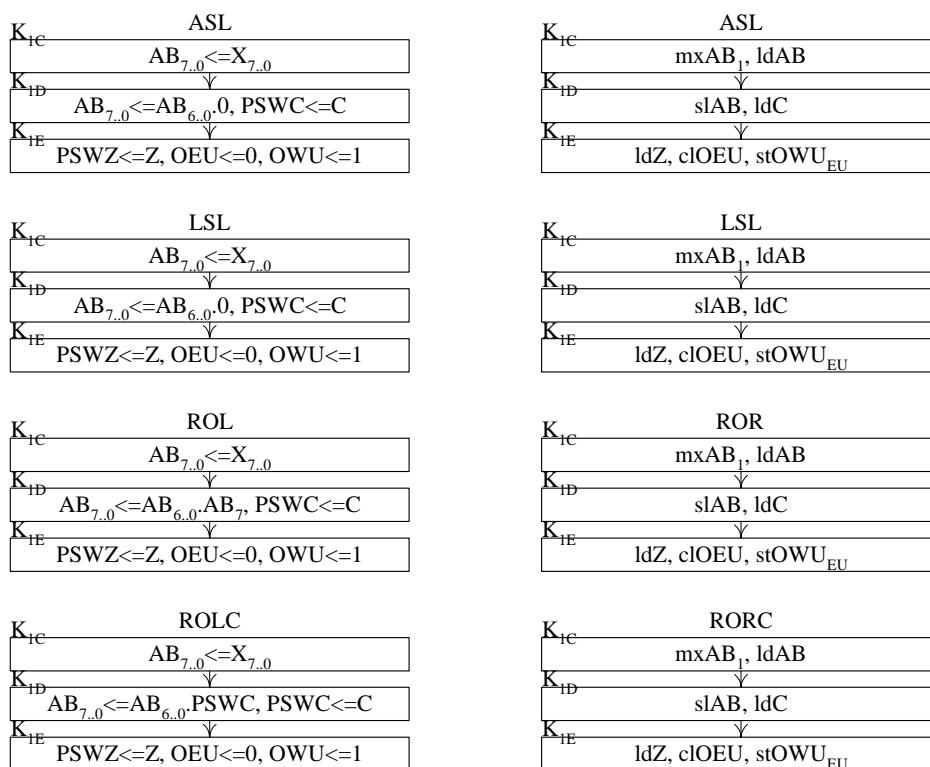 ASL ASL
K1C K1C
AB7..0<=X7..0 mxAB1, ldAB
K1D K1D
AB7..0<=AB6..0.0, PSWC<=C slAB, ldC
K1E K1E
PSWZ<=Z, OEU<=0, OWU<=1 ldZ, clOEU, stOWUEU
LSL LSL
K1C K1C
AB7..0<=X7..0 mxAB1, ldAB
K1D K1D
AB7..0<=AB6..0.0, PSWC<=C slAB, ldC
K1E K1E
PSWZ<=Z, OEU<=0, OWU<=1 ldZ, clOEU, stOWUEU
ROL ROR
K1C K1C
AB7..0<=X7..0 mxAB1, ldAB
K1D K1D
AB7..0<=AB6..0.AB7, PSWC<=C slAB, ldC
K1E K1E
PSWZ<=Z, OEU<=0, OWU<=1 ldZ, clOEU, stOWUEU
ROLC RORC
K1C K1C
AB7..0<=X7..0 mxAB1, ldAB
K1D K1D
AB7..0<=AB6..0.PSWC, PSWC<=C slAB, ldC
K1E K1E
PSWZ<=Z, OEU<=0, OWU<=1 ldZ, clOEU, stOWUEU